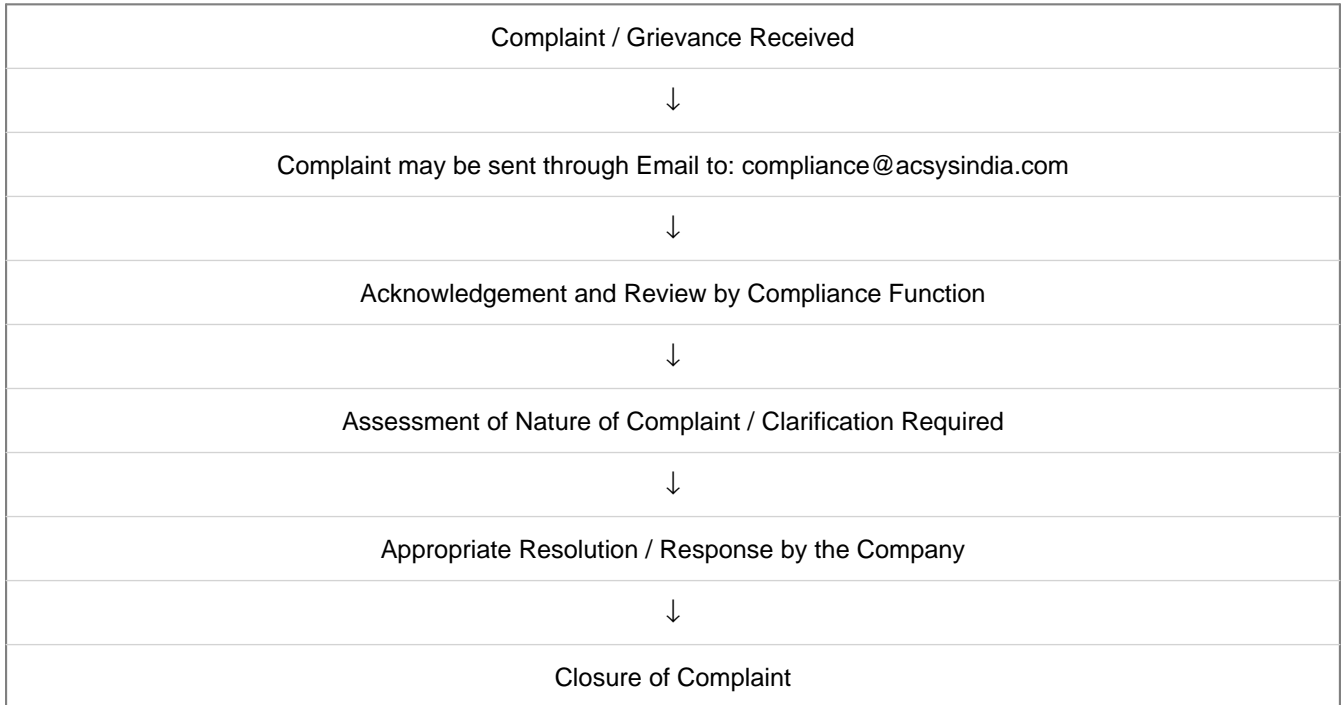 Complaint / Grievance Received
↓
Complaint may be sent through Email to: compliance@acsysindia.com
↓
Acknowledgement and Review by Compliance Function
↓
Assessment of Nature of Complaint / Clarification Required
↓
Appropriate Resolution / Response by the Company
↓
Closure of Complaint